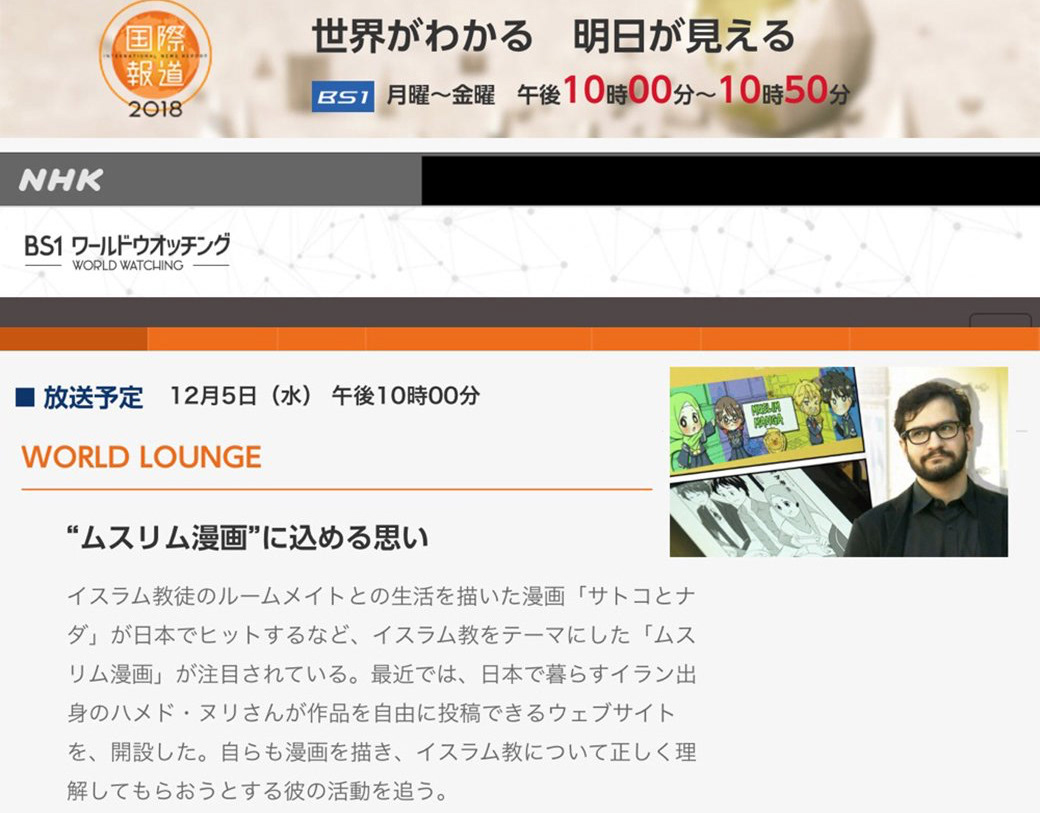 国際
INTERNATIONAL NEWS REPORT
報道
2018
世界がわかる 明日が見える
BS1 月曜〜金曜 午後10時00分〜10時50分
NHK
BS1 ワールドウオッチング
WORLD WATCHING
■ 放送予定 12月5日（水） 午後10時00分
WORLD LOUNGE
MUSLIM
MANGA
“ムスリム漫画”に込める思い
イスラム教徒のルームメイトとの生活を描いた漫画「サトコとナ
ダ」が日本でヒットするなど、イスラム教をテーマにした「ムス
リム漫画」が注目されている。最近では、日本で暮らすイラン出
身のハメド・ヌリさんが作品を自由に投稿できるウェブサイト
を、開設した。自らも漫画を描き、イスラム教について正しく理
解してもらおうとする彼の活動を追う。